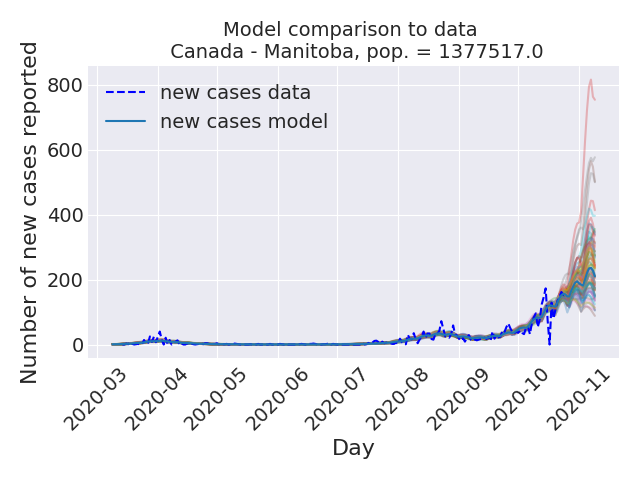 Model comparison to data
Canada - Manitoba, pop. = 1377517.0
Number of new cases reported
800
600
400
200
0
new cases data
new cases model
2020-03
2020-04
2020-05
2020-06
2020-07
2020-08
2020-09
2020-10
2020-11
Day